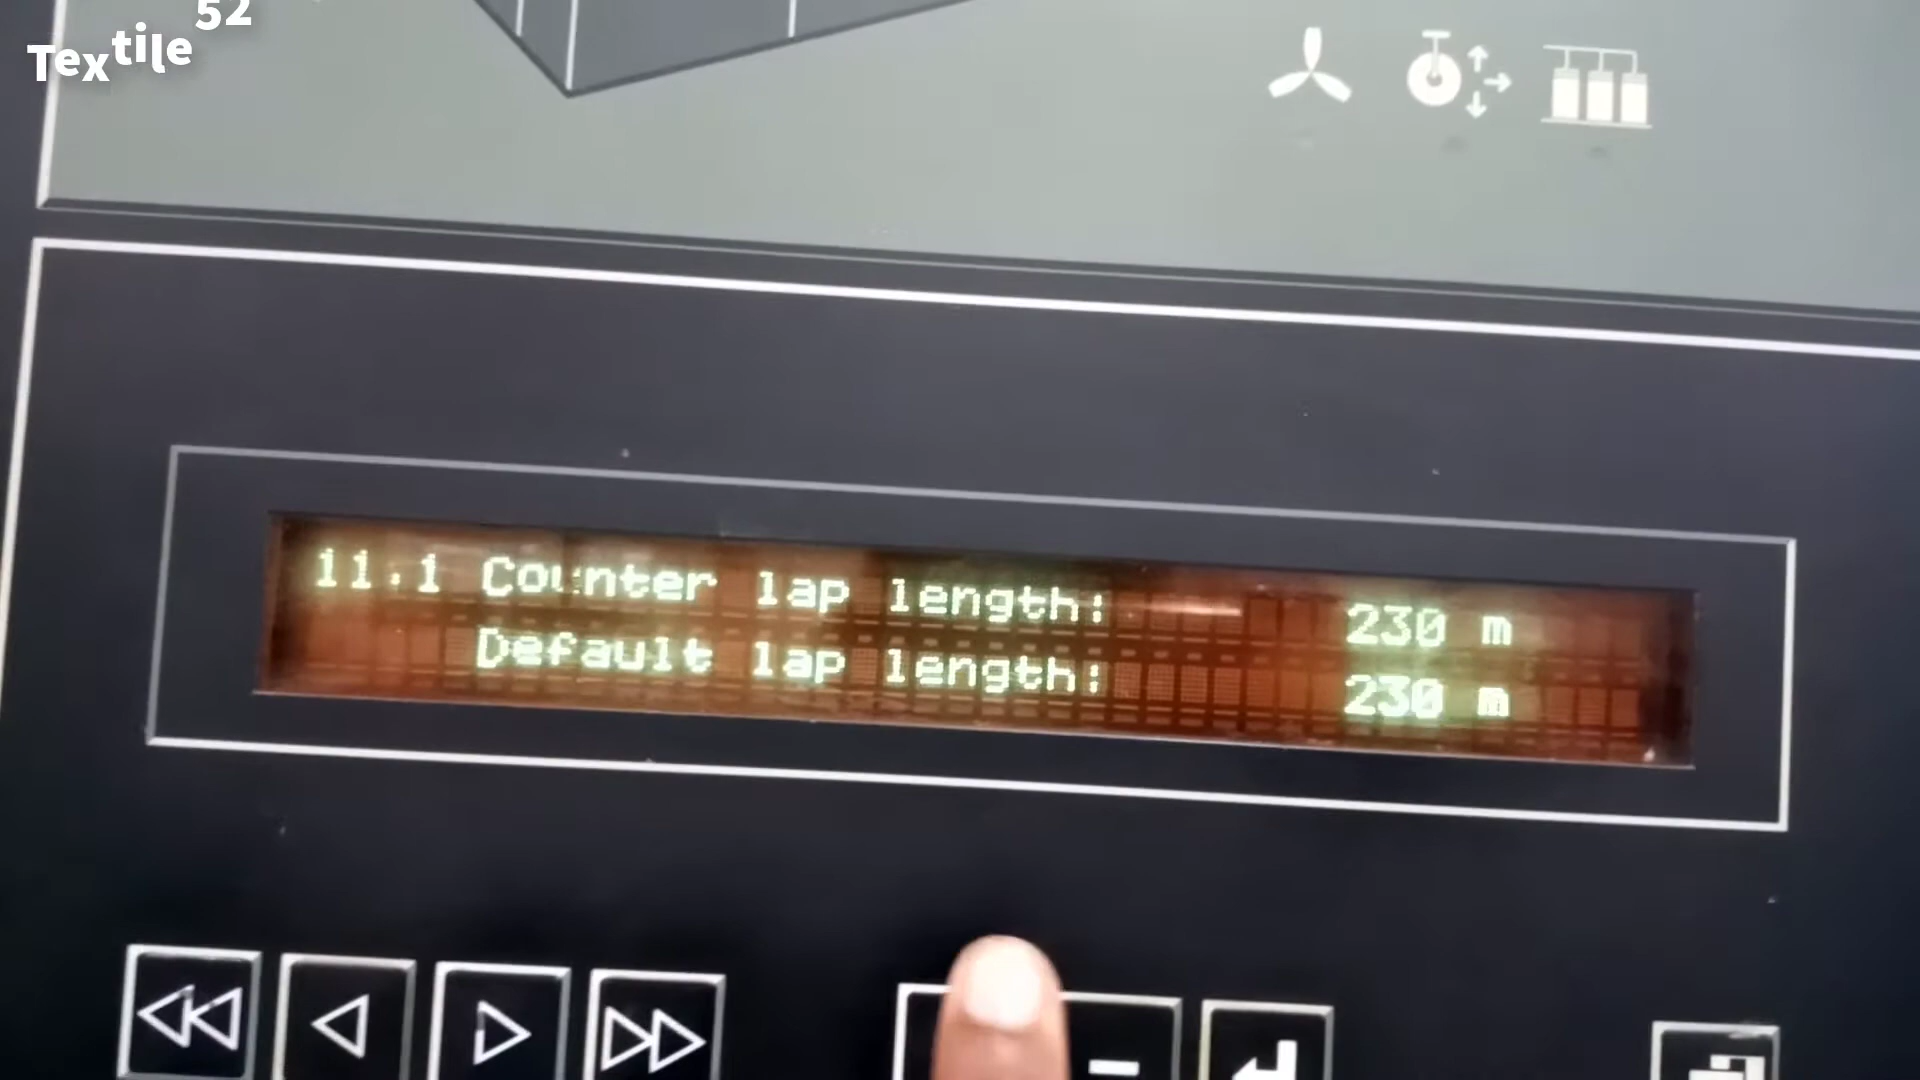 Textile 52
11.1 Counter lap length: 230 m
Default lap length: 230 m